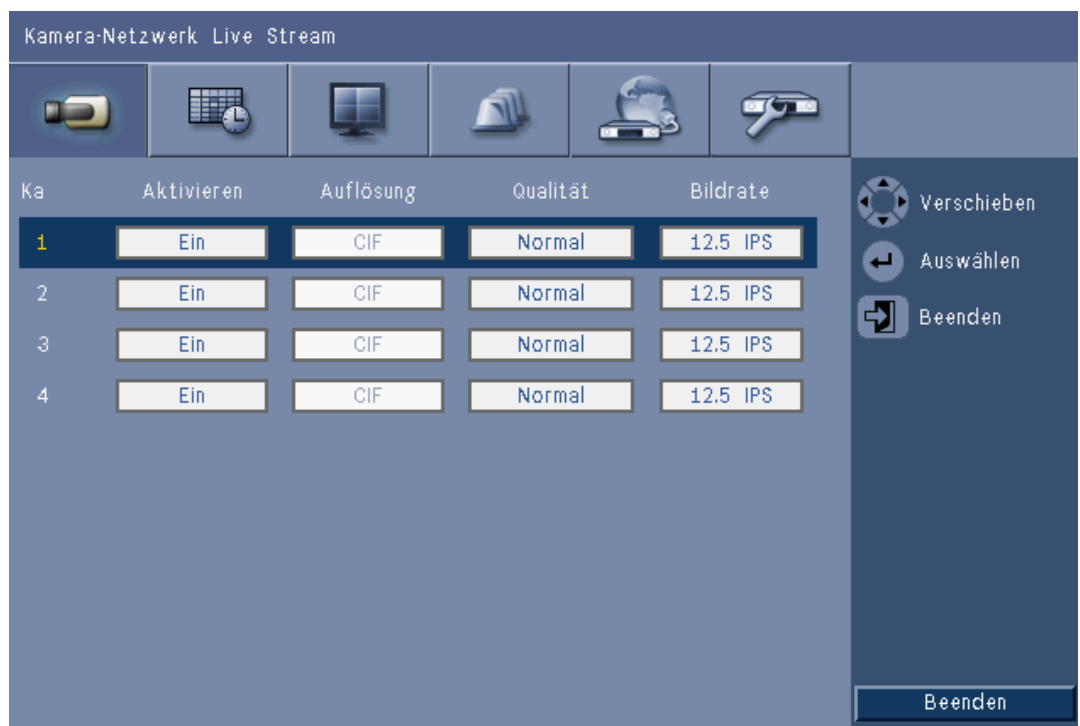 Kamera-Netzwerk Live Stream
Ka Aktivieren Auflösung Qualität Bildrate
1 Ein CIF Normal 12.5 IPS
2 Ein CIF Normal 12.5 IPS
3 Ein CIF Normal 12.5 IPS
4 Ein CIF Normal 12.5 IPS
Verschieben
Auswählen
Beenden
Beenden